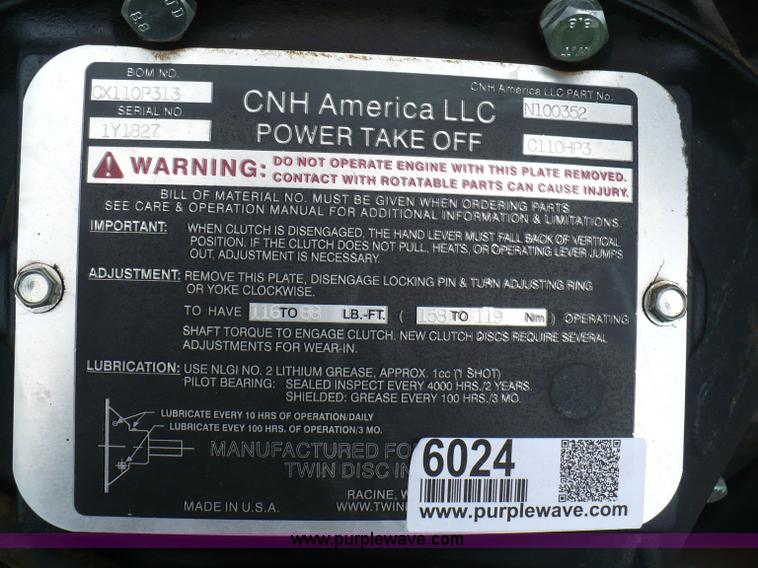 BOM NO.
CX110P313
SERIAL NO.
1Y1827
CNH America LLC
POWER TAKE OFF
CNH America LLC PART No.
N100352
C110HP3
WARNING: DO NOT OPERATE ENGINE WITH THIS PLATE REMOVED.
CONTACT WITH ROTATABLE PARTS CAN CAUSE INJURY.
BILL OF MATERIAL NO. MUST BE GIVEN WHEN ORDERING PARTS
SEE CARE & OPERATION MANUAL FOR ADDITIONAL INFORMATION & LIMITATIONS.
IMPORTANT: WHEN CLUTCH IS DISENGAGED, THE HAND LEVER MUST FALL BACK OF VERTICAL
POSITION. IF THE CLUTCH DOES NOT PULL, HEATS, OR OPERATING LEVER JUMPS
OUT, ADJUSTMENT IS NECESSARY.
ADJUSTMENT: REMOVE THIS PLATE, DISENGAGE LOCKING PIN & TURN ADJUSTING RING
OR YOKE CLOCKWISE.
TO HAVE 116 TO 88 LB.-FT. ( 158 TO 119 Nm ) OPERATING
SHAFT TORQUE TO ENGAGE CLUTCH. NEW CLUTCH DISCS REQUIRE SEVERAL
ADJUSTMENTS FOR WEAR-IN.
LUBRICATION: USE NLGI NO. 2 LITHIUM GREASE, APPROX. 1cc (1 SHOT)
PILOT BEARING: SEALED INSPECT EVERY 4000 HRS./2 YEARS
SHIELDED: GREASE EVERY 100 HRS./3 MO.
LUBRICATE EVERY 10 HRS OF OPERATION/DAILY
LUBRICATE EVEY 100 HRS. OF OPERATION/3 MO.
MANUFACTURED FO
TWIN DISC IN
RACINE, W
MADE IN U.S.A.
WWW.TWIN
6024
www.purplewave.com
www.purplewave.com
8.8